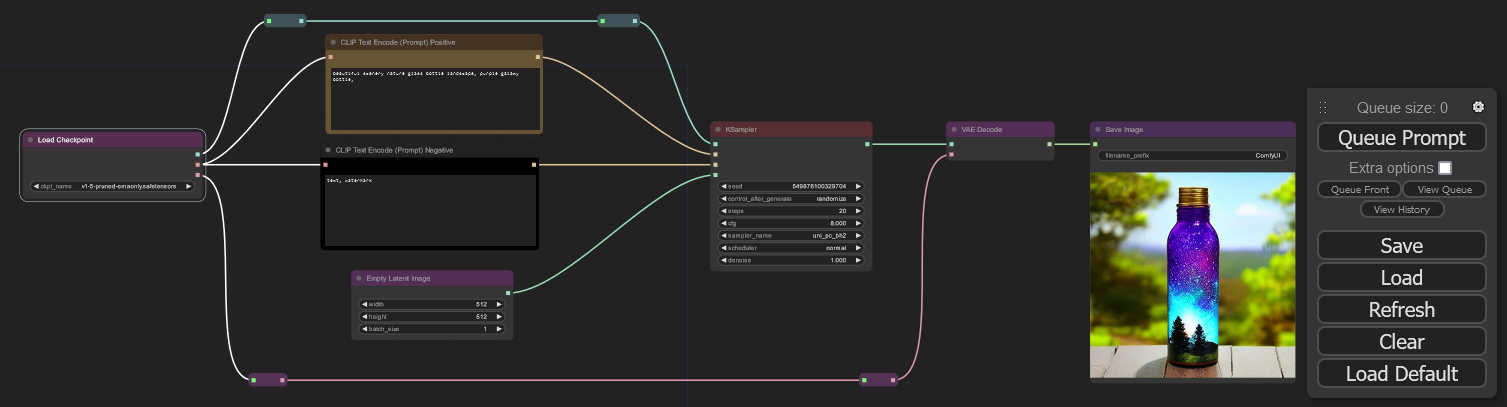 CLIP Text Encode (Prompt) Positive
beautiful scenery nature glass bottle landscape, purple galaxy
bottle,
Load Checkpoint
ckpt_name v1-5-pruned-emaonly.safetensors
CLIP Text Encode (Prompt) Negative
text, watermark
Empty Latent Image
width 512
height 512
batch_size 1
KSampler
seed 549876100329704
control_after_generate randomize
steps 20
cfg 8.000
sampler_name uni_pc_bh2
scheduler normal
denoise 1.000
VAE Decode
Save Image
filename_prefix ComfyUI
Queue size: 0
Queue Prompt
Extra options
Queue Front
View Queue
View History
Save
Load
Refresh
Clear
Load Default